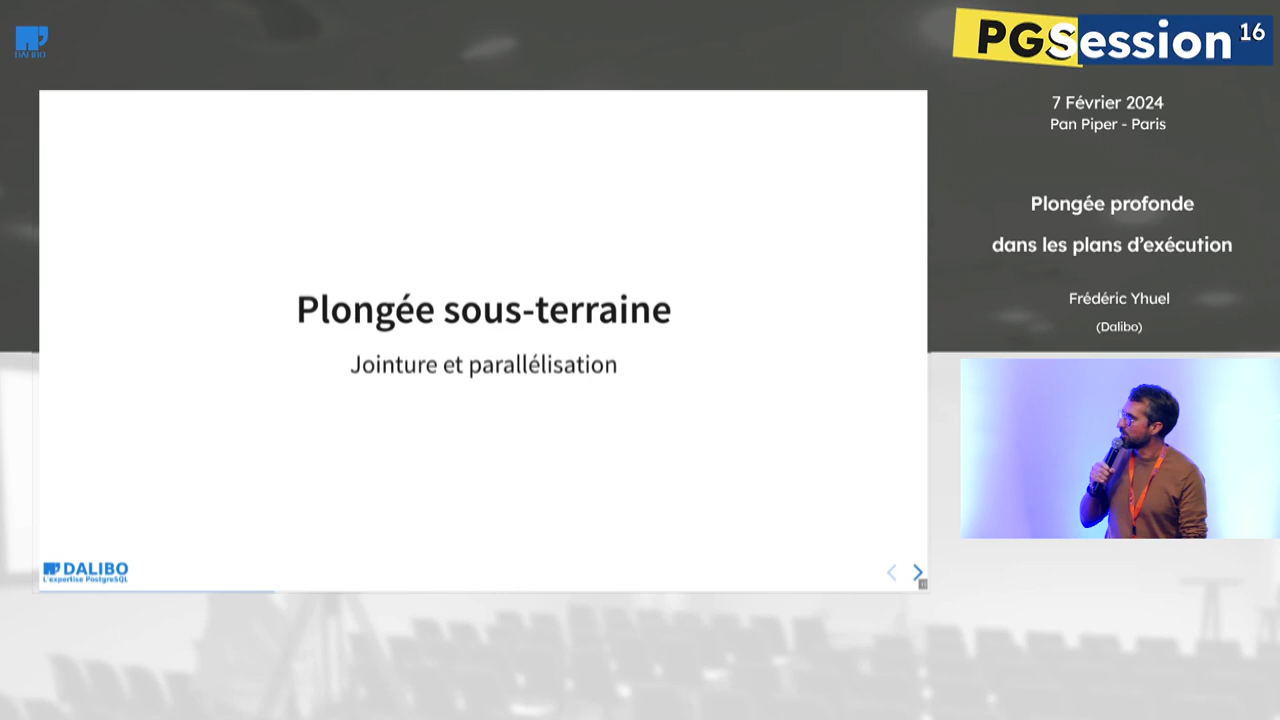 DALIBO
PGSession 16
7 Février 2024
Pan Piper - Paris
Plongée profonde
dans les plans d’exécution
Frédéric Yhuel
(Dalibo)
Plongée sous-terraine
Jointure et parallélisation
DALIBO
L'expertise PostgreSQL